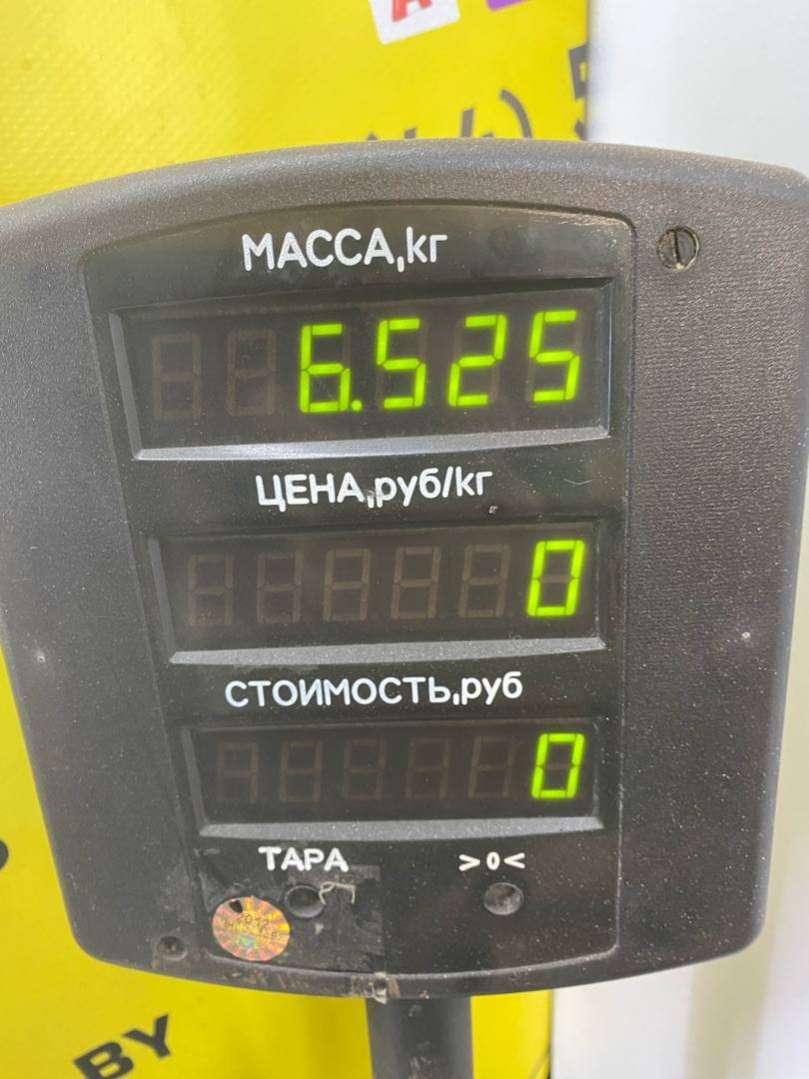 МАССА,кг
6.525
ЦЕНА,руб/кг
0
СТОИМОСТЬ,руб
0
ТАРА >0<
BY